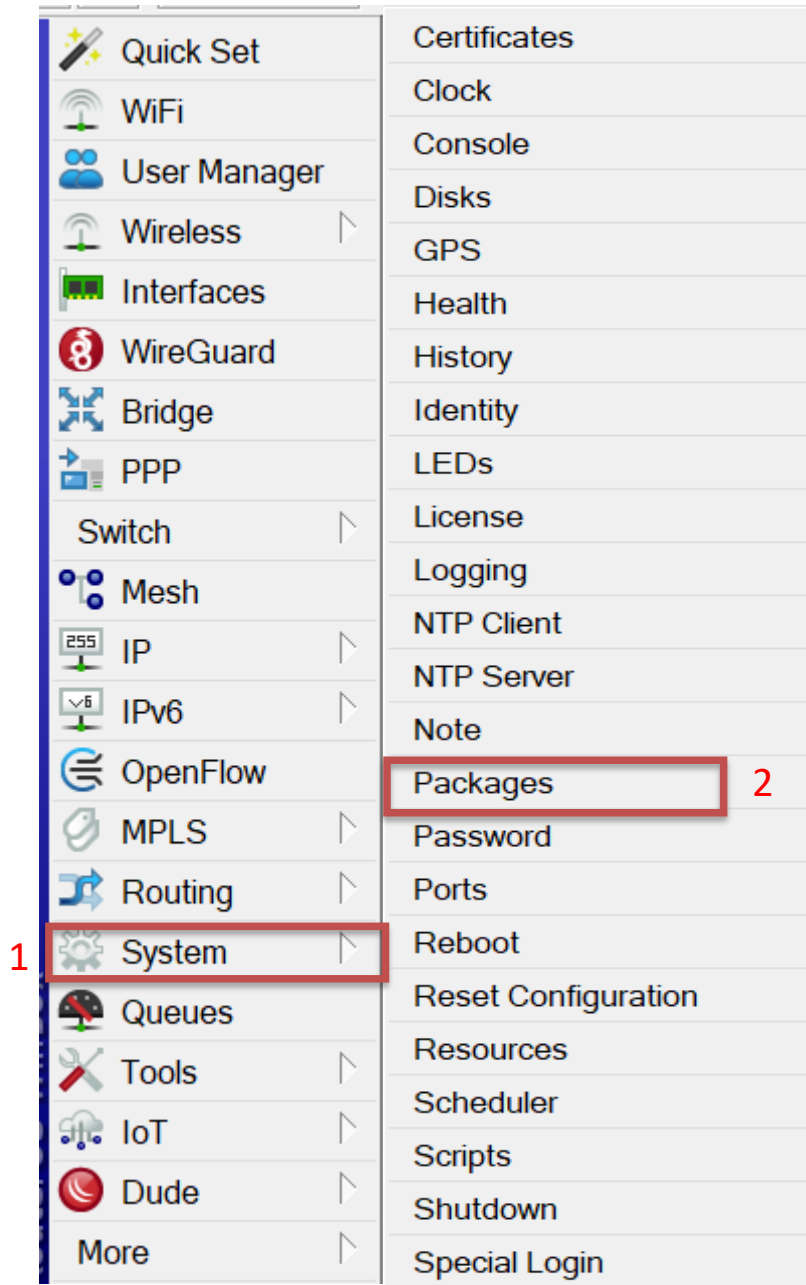 Quick Set
WiFi
User Manager
Wireless
Interfaces
WireGuard
Bridge
PPP
Switch
Mesh
255
IP
v6
IPv6
OpenFlow
MPLS
Routing
1
System
Queues
Tools
IoT
Dude
More
Certificates
Clock
Console
Disks
GPS
Health
History
Identity
LEDs
License
Logging
NTP Client
NTP Server
Note
Packages
2
Password
Ports
Reboot
Reset Configuration
Resources
Scheduler
Scripts
Shutdown
Special Login